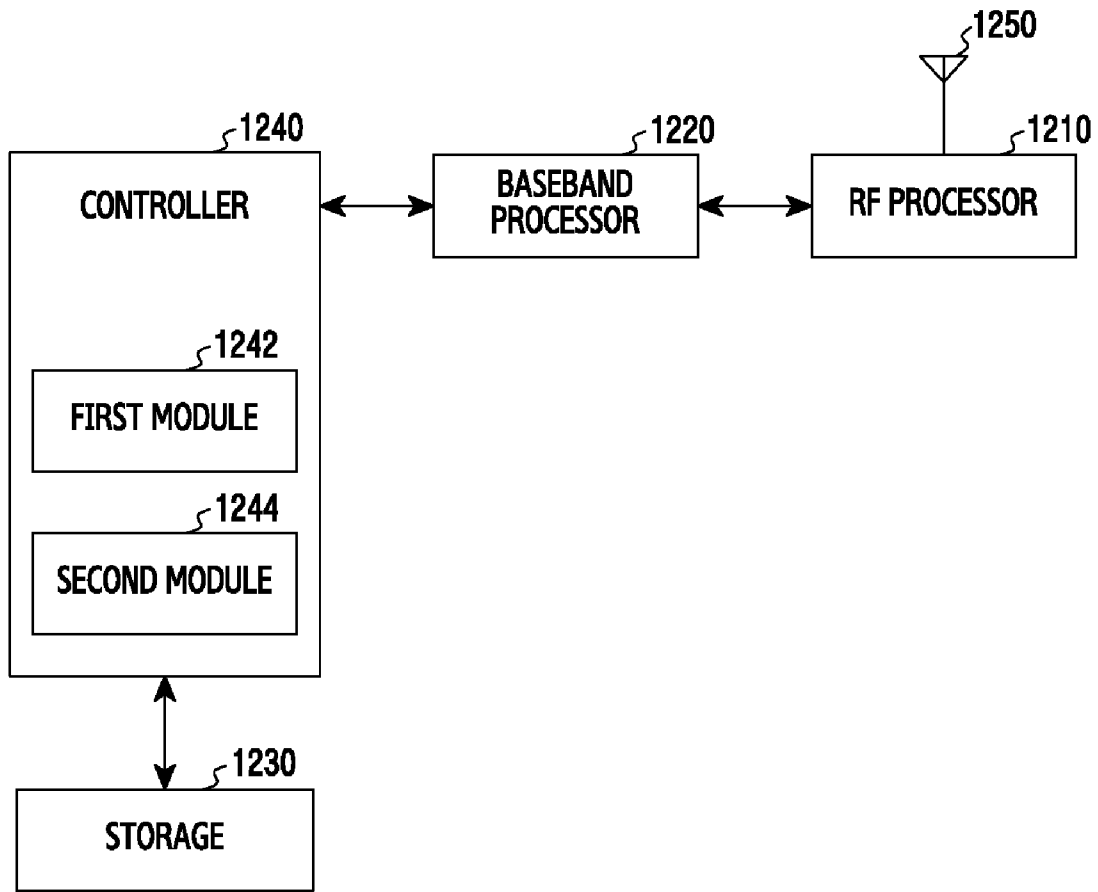 1250
1240
1220
1210
CONTROLLER
BASEBAND
PROCESSOR
RF PROCESSOR
1242
FIRST MODULE
1244
SECOND MODULE
1230
STORAGE